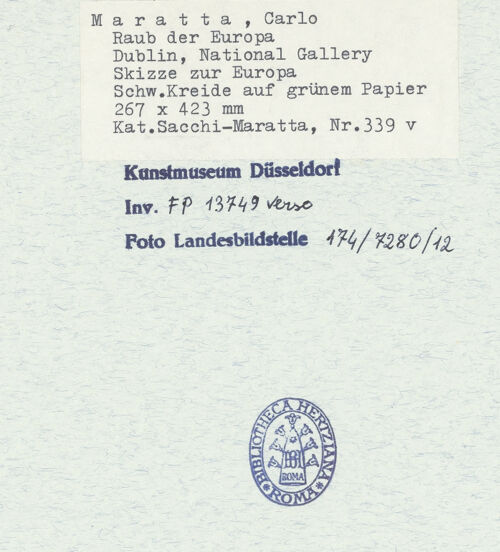 M a r a t t a , Carlo
Raub der Europa
Dublin, National Gallery
Skizze zur Europa
Schw.Kreide auf grünem Papier
267 x 423 mm
Kat.Sacchi-Maratta, Nr.339 v
Kunstmuseum Düsseldorf
Inv. FP 13749 verso
Foto Landesbildstelle 174/7280/12
BIBLIOTHECA HERTZIANA
ROMA
* ROMA *